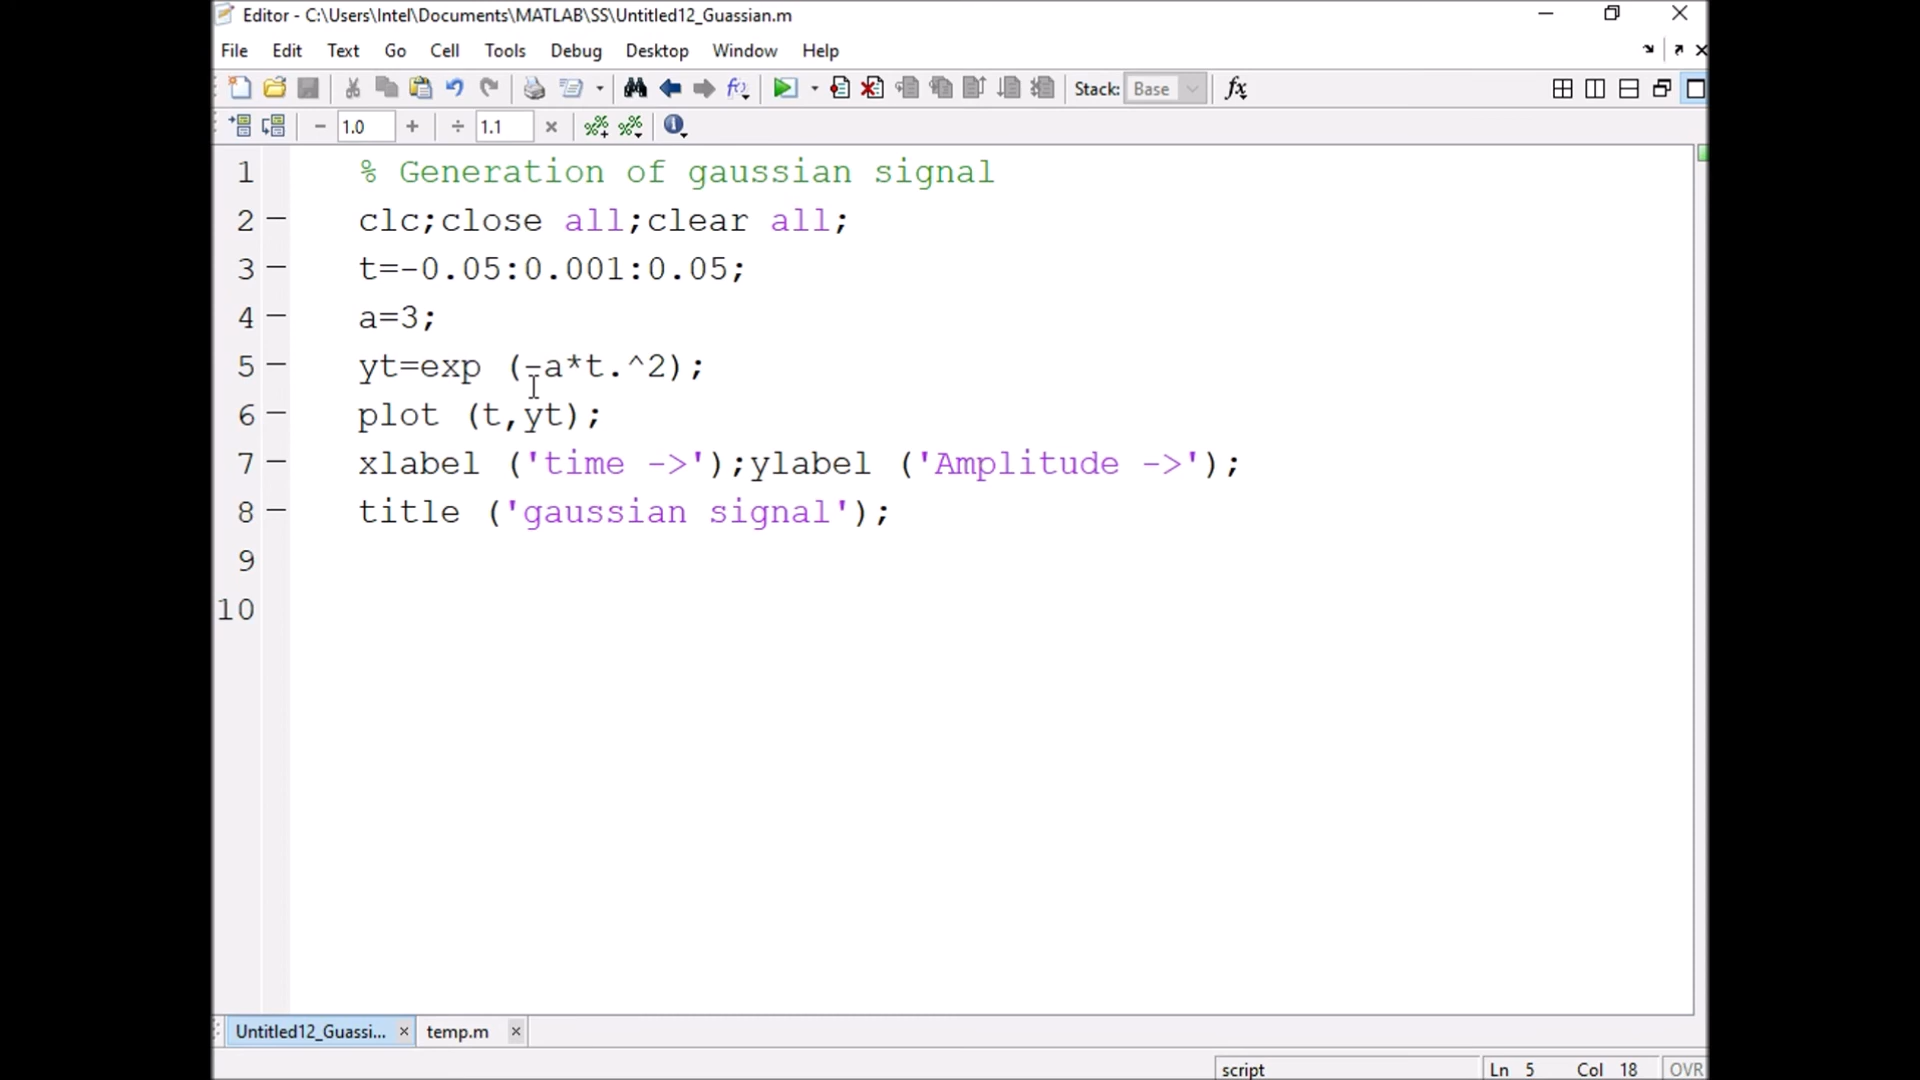 Editor - C:\Users\Intel\Documents\MATLAB\SS\Untitled12_Guassian.m
File Edit Text Go Cell Tools Debug Desktop Window Help
Stack: Base fx
- 1.0 + ÷ 1.1 ×
1 % Generation of gaussian signal
2 clc;close all;clear all;
3 t=-0.05:0.001:0.05;
4 a=3;
5 yt=exp (-a*t.^2);
6 plot (t,yt);
7 xlabel ('time ->');ylabel ('Amplitude ->');
8 title ('gaussian signal');
9
10
Untitled12_Guassi... × temp.m ×
script Ln 5 Col 18 OVR